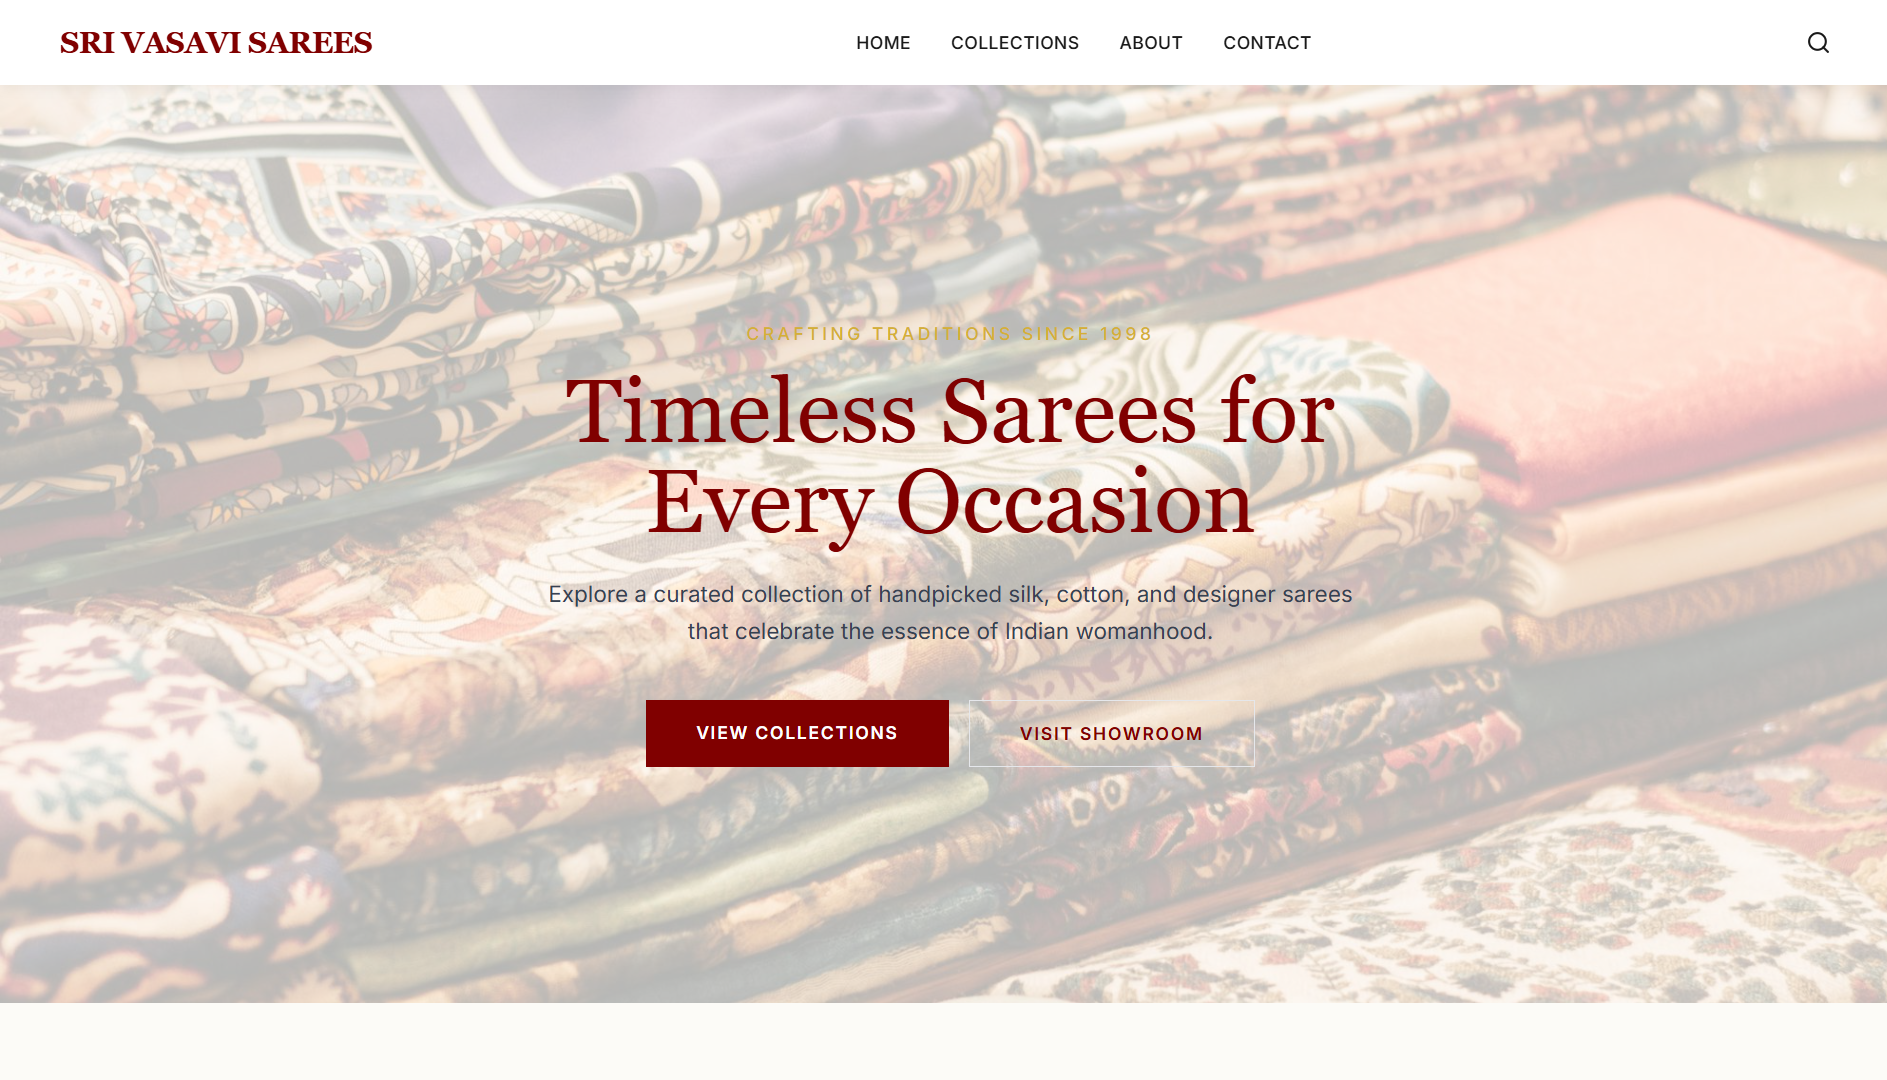 SRI VASAVI SAREES
HOME COLLECTIONS ABOUT CONTACT
CRAFTING TRADITIONS SINCE 1998
Timeless Sarees for
Every Occasion
Explore a curated collection of handpicked silk, cotton, and designer sarees
that celebrate the essence of Indian womanhood.
VIEW COLLECTIONS VISIT SHOWROOM